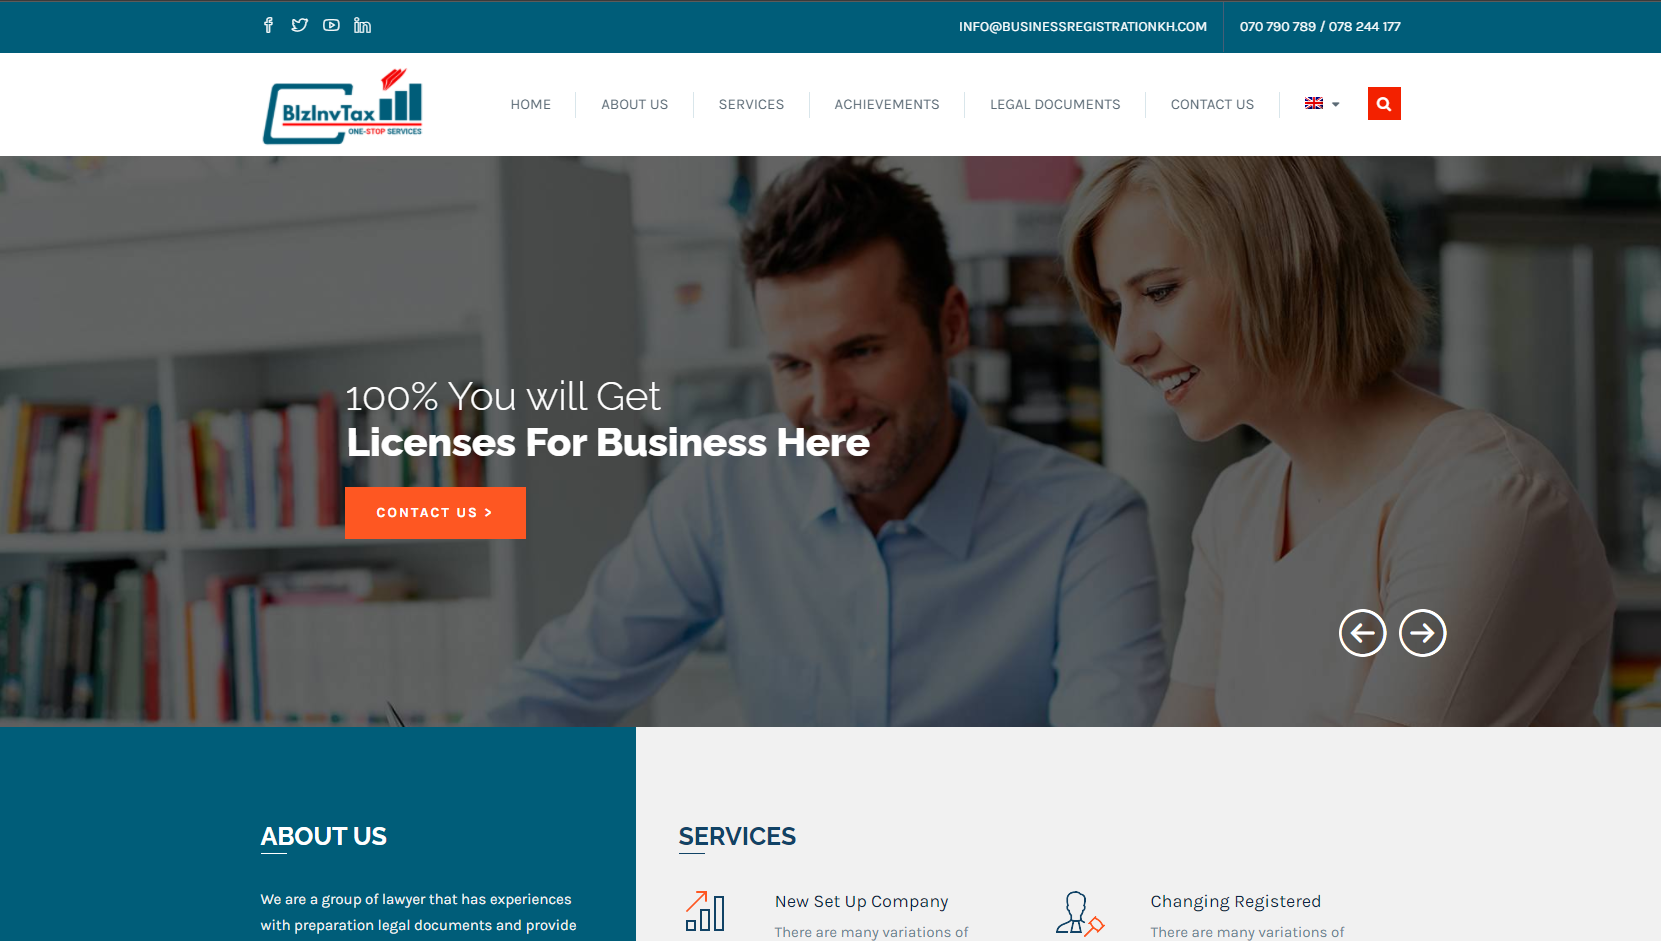 INFO@BUSINESSREGISTRATIONKH.COM
070 790 789 / 078 244 177
BIzInvTax
ONE-STOP SERVICES
HOME
ABOUT US
SERVICES
ACHIEVEMENTS
LEGAL DOCUMENTS
CONTACT US
100% You will Get
Licenses For Business Here
CONTACT US >
ABOUT US
We are a group of lawyer that has experiences
with preparation legal documents and provide
SERVICES
New Set Up Company
There are many variations of
Changing Registered
There are many variations of